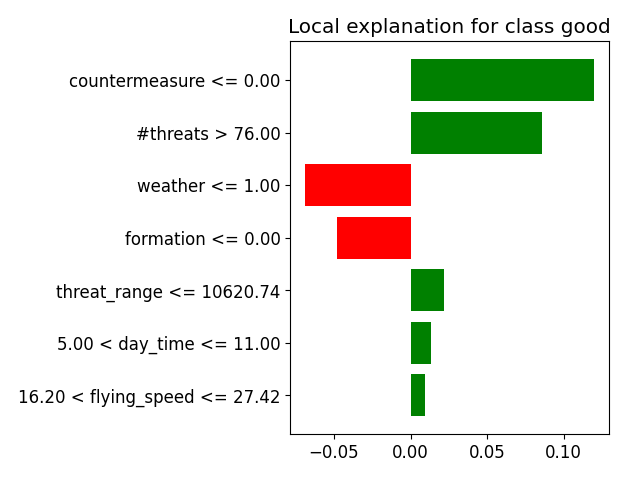 Local explanation for class good
countermeasure <= 0.00
#threats > 76.00
weather <= 1.00
formation <= 0.00
threat_range <= 10620.74
5.00 < day_time <= 11.00
16.20 < flying_speed <= 27.42
−0.05 0.00 0.05 0.10